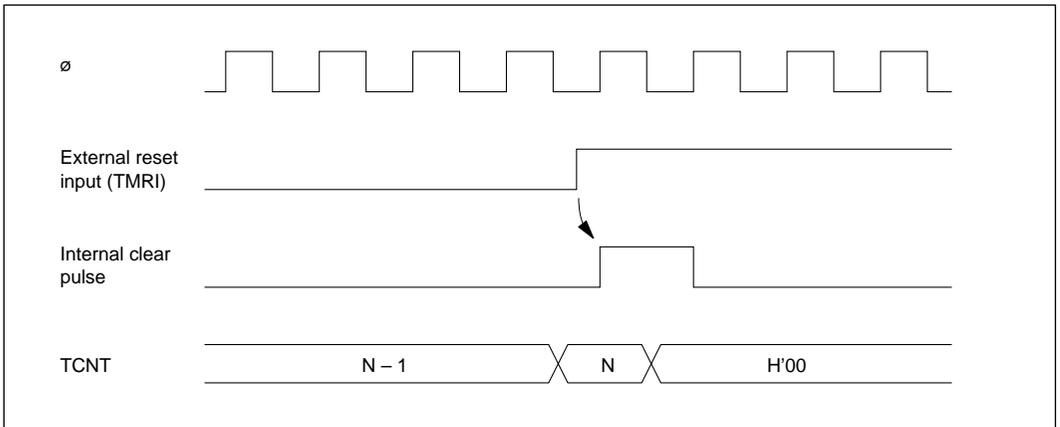 ø
External reset
input (TMRI)
Internal clear
pulse
TCNT
N – 1
N
H'00